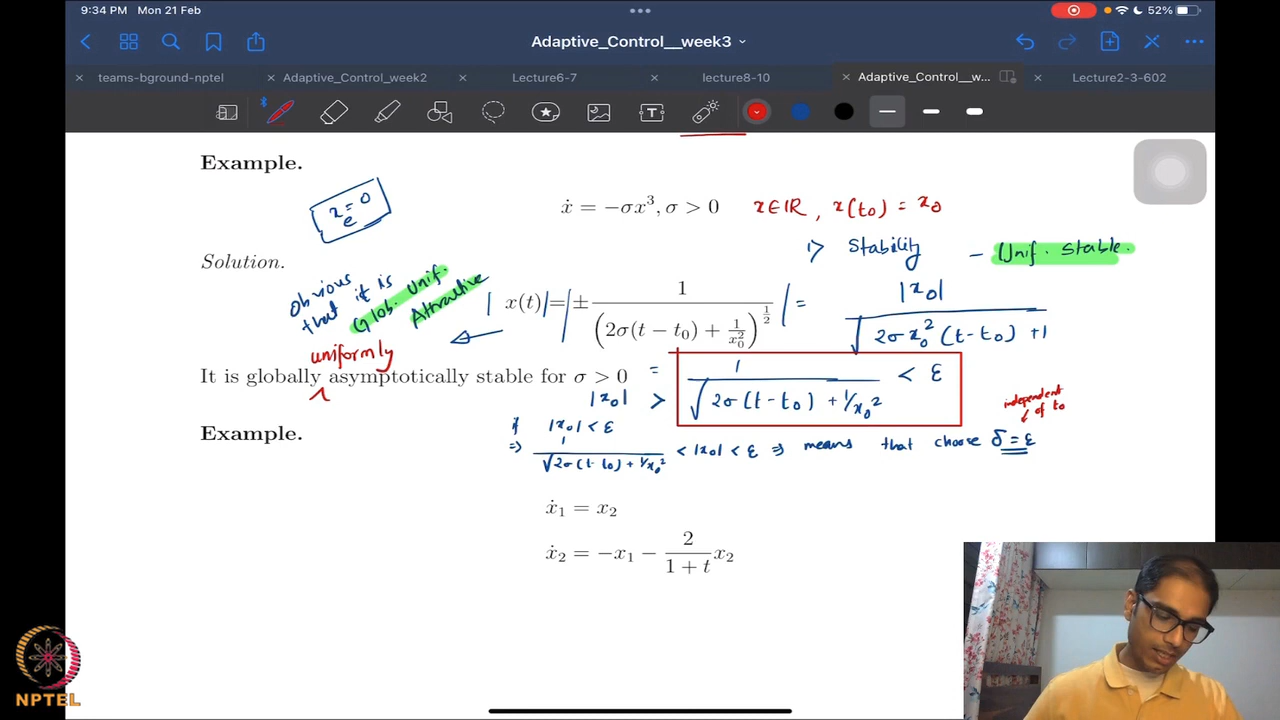 9:34 PM Mon 21 Feb
52%
Adaptive_Control__week3
teams-bground-nptel
Adaptive_Control_week2
Lecture6-7
lecture8-10
Adaptive_Control__w...
Lecture2-3-602
Example.
x_e = 0
ẋ = −σx³, σ > 0
x∈ℝ, x(t₀) = x₀
1> Stability – Unif. Stable.
Solution.
Obvious that it is Glob. Unif. Attractive
|x(t)| = |± 1 / (2σ(t − t₀) + 1/x₀²)^(1/2)| = |x₀| / √(2σx₀²(t−t₀) + 1)
uniformly
It is globally asymptotically stable for σ > 0
= 1 / √(2σ(t−t₀) + 1/x₀²) < ε
|x₀| >
independent of t₀
if |x₀| < ε
⇒ 1 / √(2σ(t−t₀) + 1/x₀²) < |x₀| < ε ⇒ means that choose δ = ε
Example.
ẋ₁ = x₂
ẋ₂ = −x₁ − 2/(1 + t) x₂
NPTEL